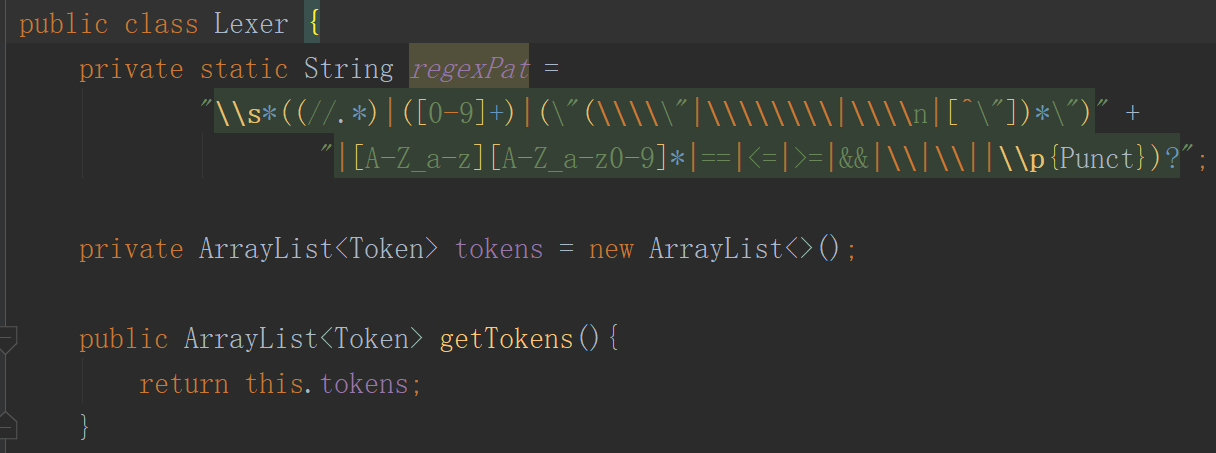 public class Lexer {
    private static String regexPat =
            "\\s*((//.*)|([0-9]+)|(\"(\\\\\"|\\\\\\\\|\\\\n|[^\"])*\")" +
                    "|[A-Z_a-z][A-Z_a-z0-9]*|==|<=|>=|&&|\\|\\||\\p{Punct})?";
    private ArrayList<Token> tokens = new ArrayList<>();
    public ArrayList<Token> getTokens(){
        return this.tokens;
    }